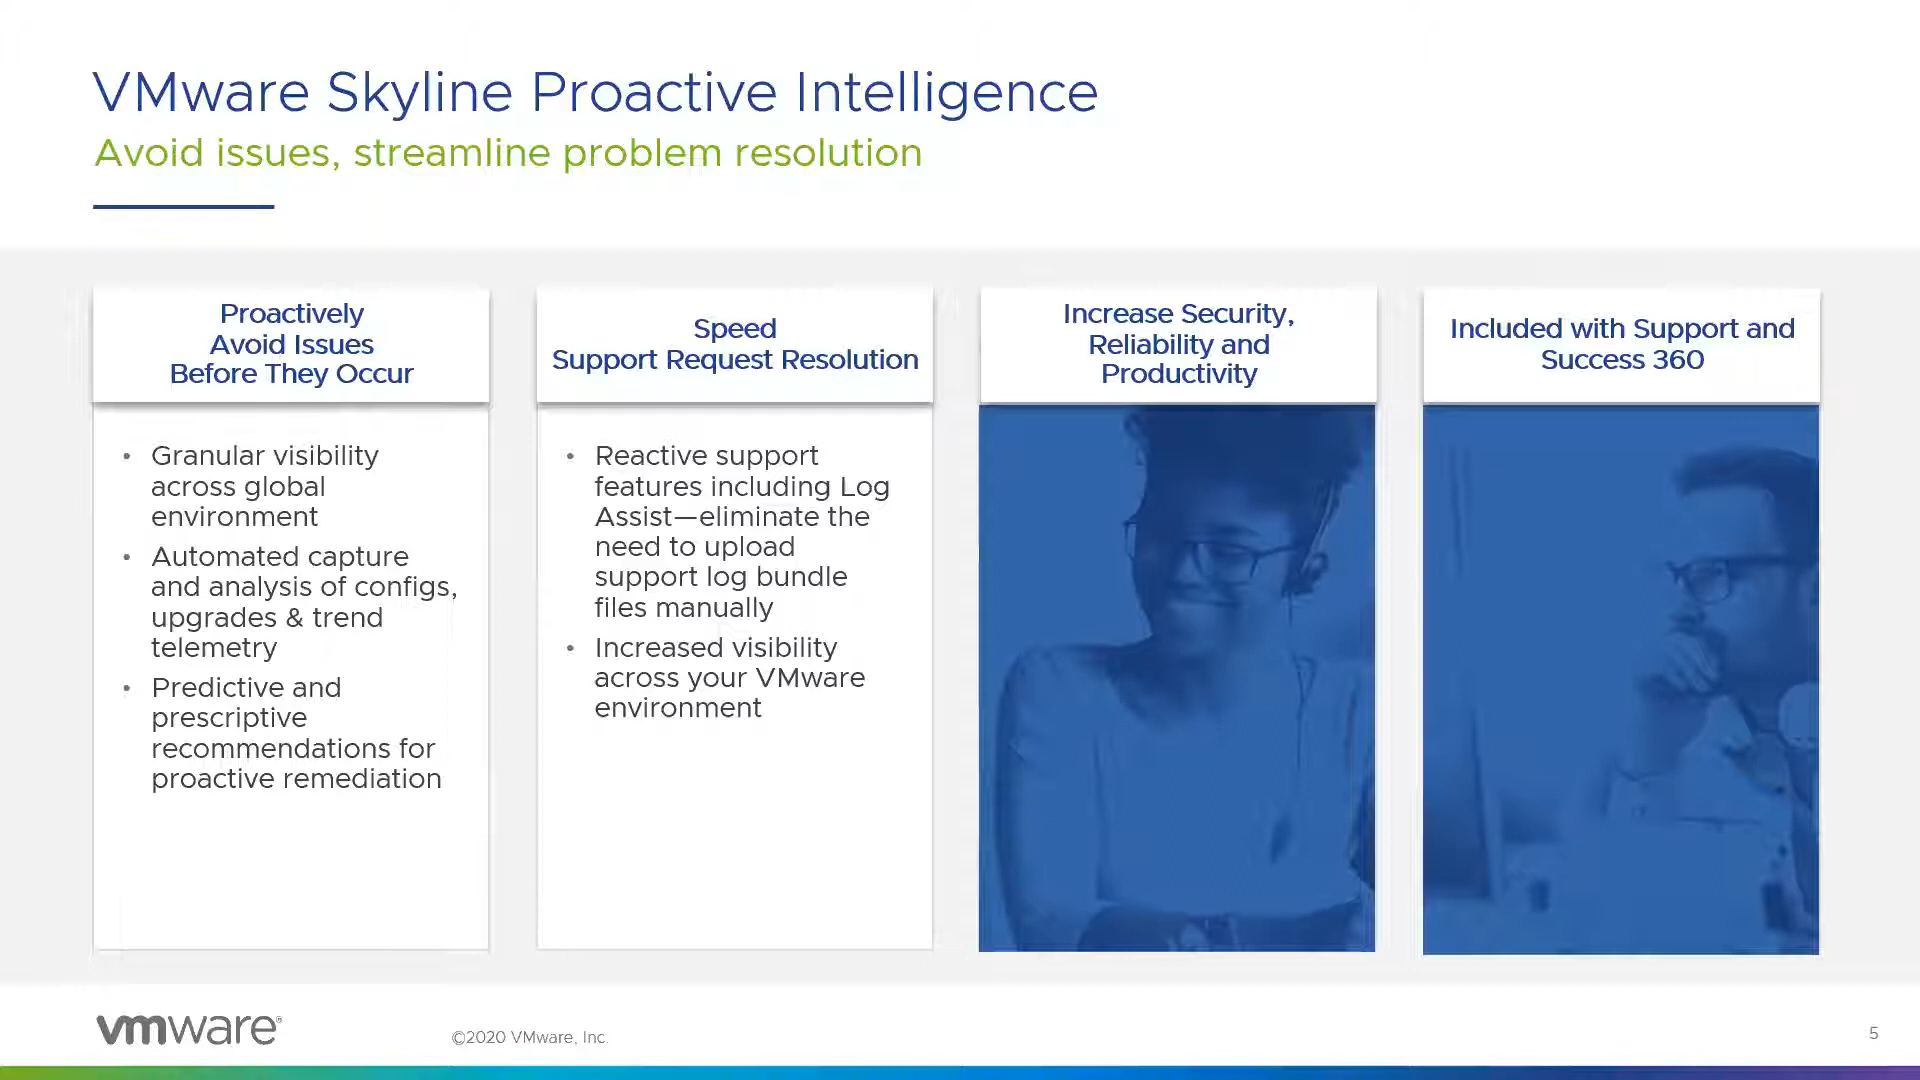 VMware Skyline Proactive Intelligence
Avoid issues, streamline problem resolution
Proactively
Avoid Issues
Before They Occur
• Granular visibility
across global
environment
• Automated capture
and analysis of configs,
upgrades & trend
telemetry
• Predictive and
prescriptive
recommendations for
proactive remediation
Speed
Support Request Resolution
• Reactive support
features including Log
Assist—eliminate the
need to upload
support log bundle
files manually
• Increased visibility
across your VMware
environment
Increase Security,
Reliability and
Productivity
Included with Support and
Success 360
vmware®
©2020 VMware, Inc.
5